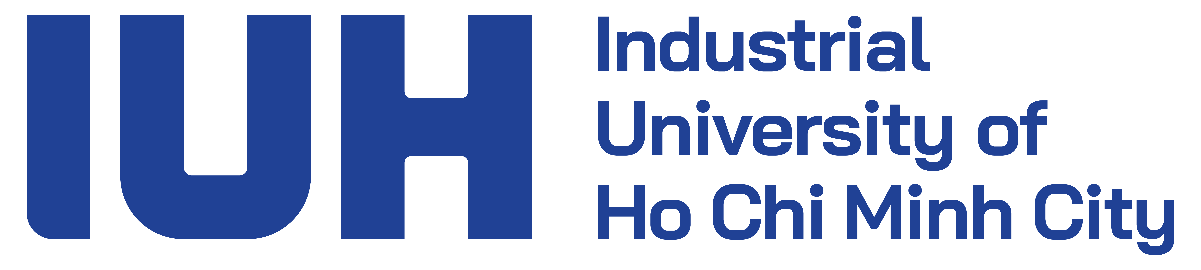 IUH
Industrial
University of
Ho Chi Minh City